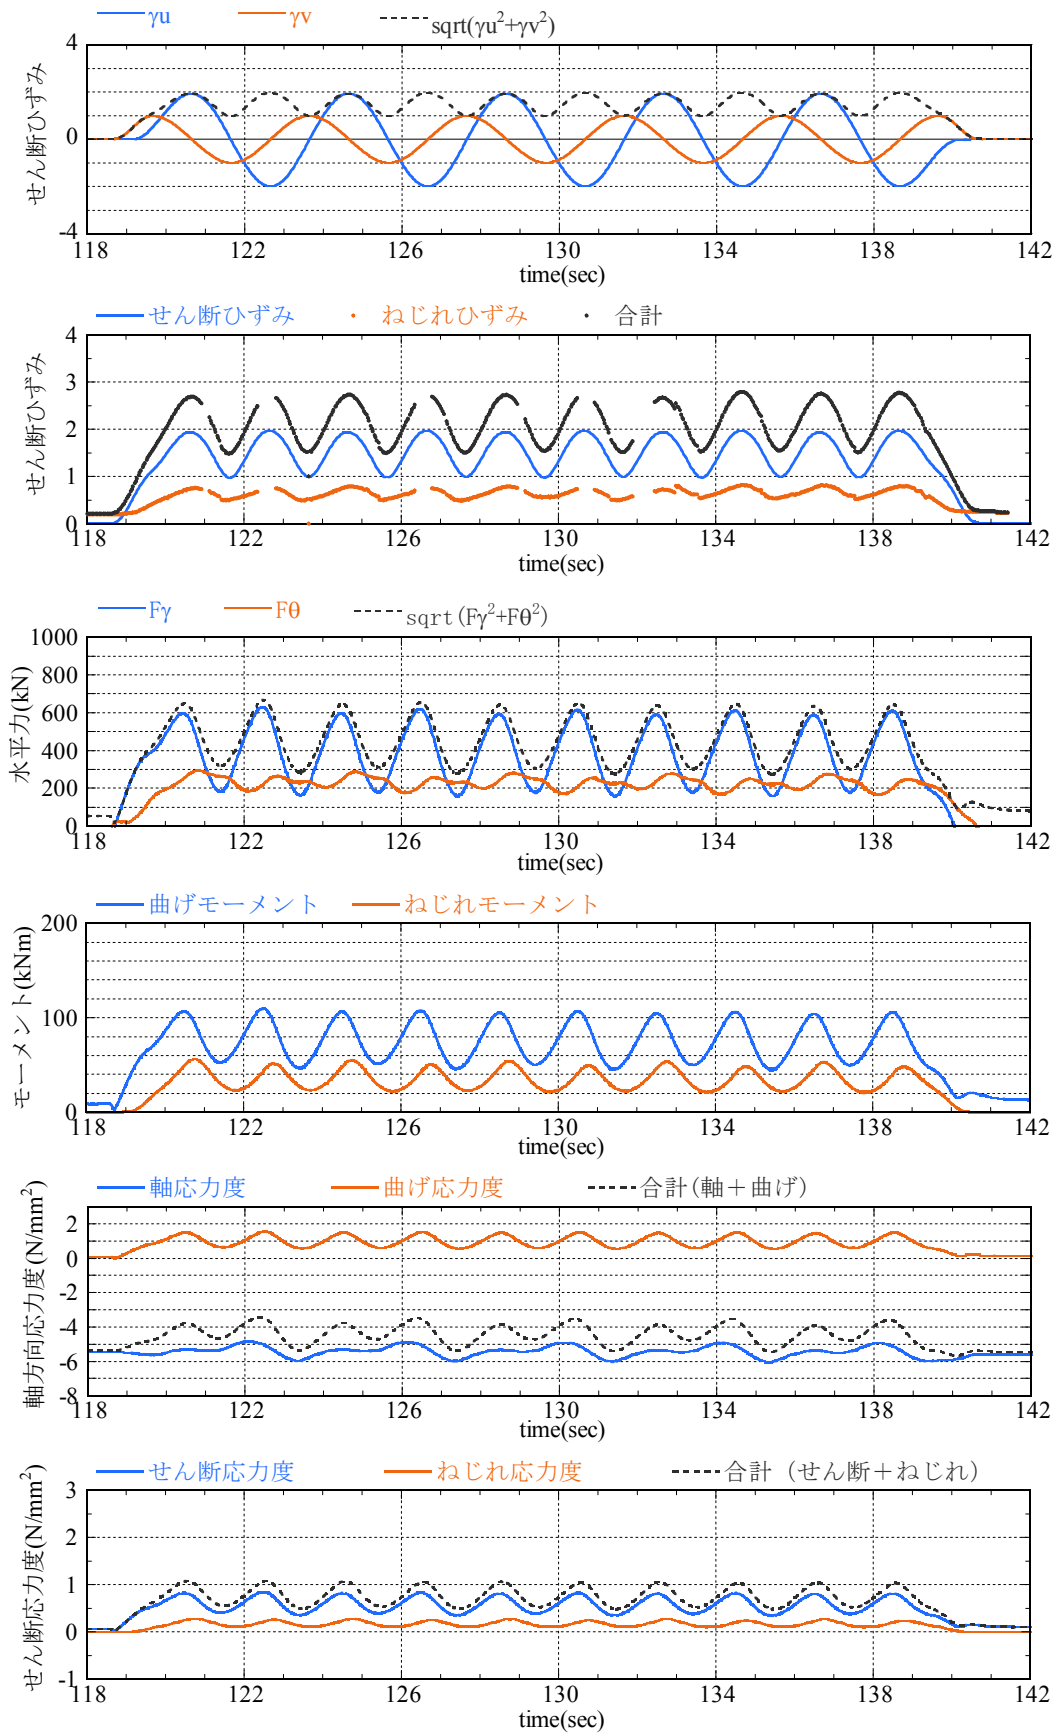 γu γv sqrt(γu²+γv²)
せん断ひずみ
4
0
-4
118 122 126 130 134 138 142
time(sec)
せん断ひずみ ねじれひずみ 合計
せん断ひずみ
4
3
2
1
0
118 122 126 130 134 138 142
time(sec)
Fγ Fθ sqrt(Fγ²+Fθ²)
水平力(kN)
1000
800
600
400
200
0
118 122 126 130 134 138 142
time(sec)
曲げモーメント ねじれモーメント
モーメント(kNm)
200
100
0
118 122 126 130 134 138 142
time(sec)
軸応力度 曲げ応力度 合計(軸＋曲げ)
軸方向応力度(N/mm²)
2
0
-2
-4
-6
-8
118 122 126 130 134 138 142
time(sec)
せん断応力度 ねじれ応力度 合計（せん断＋ねじれ）
せん断応力度(N/mm²)
3
2
1
0
-1
118 122 126 130 134 138 142
time(sec)